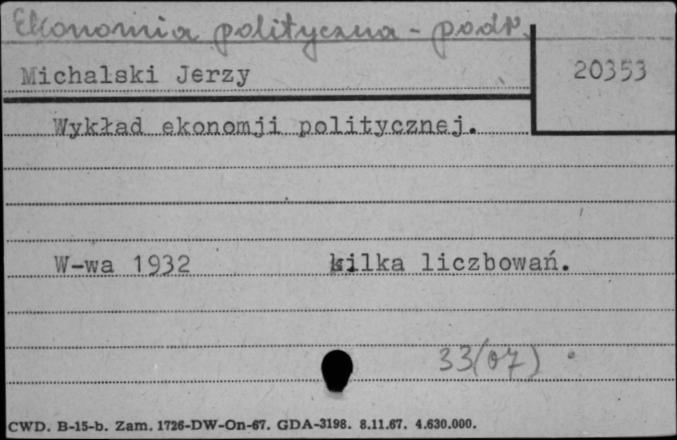 Ekonomia polityczna - podr.
Michalski Jerzy
20353
Wykład ekonomji politycznej.
W-wa 1932 kilka liczbowań.
33(07)
CWD. B-15-b. Zam. 1726-DW-On-67. GDA-3198. 8.11.67. 4.630.000.